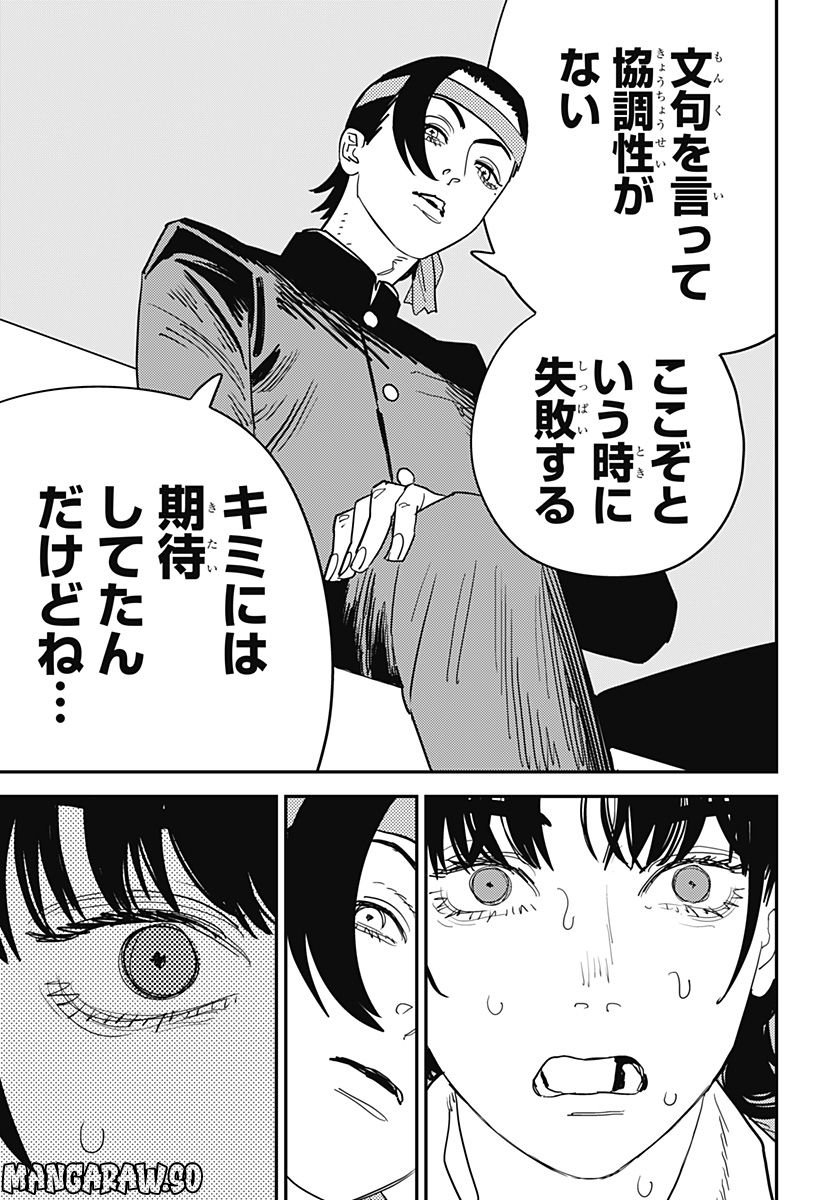 文句を言って
協調性が
ない
ここぞと
いう時に
失敗する
キミには
期待
してたん
だけどね…
MANGARAW.SO